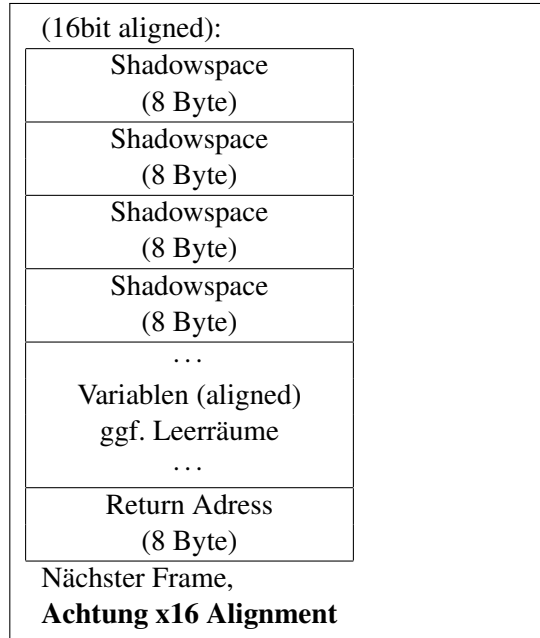 (16bit aligned):
Shadowspace
(8 Byte)
Shadowspace
(8 Byte)
Shadowspace
(8 Byte)
Shadowspace
(8 Byte)
...
Variablen (aligned)
ggf. Leerräume
...
Return Adress
(8 Byte)
Nächster Frame,
Achtung x16 Alignment